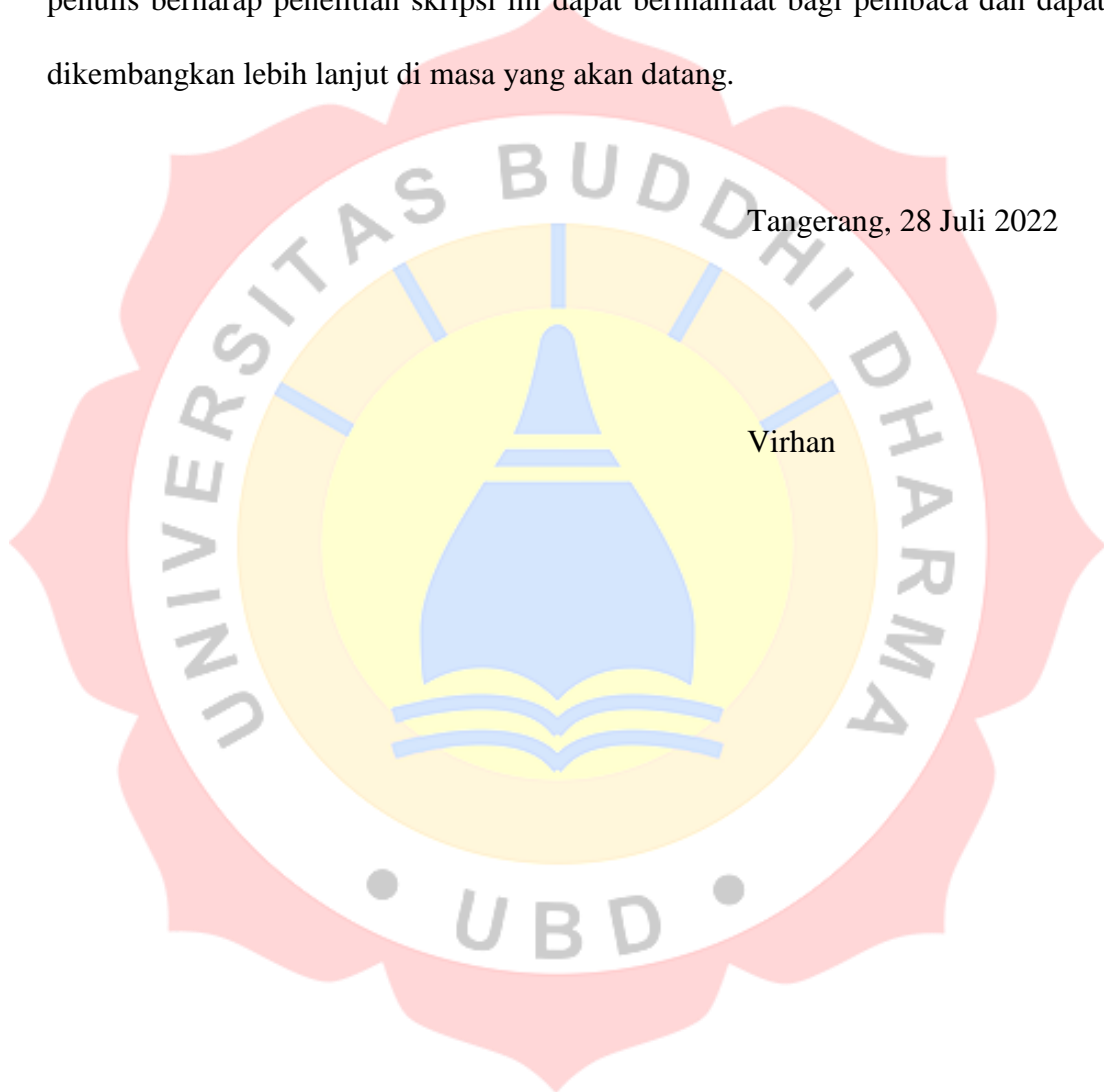 penulis berharap penelitian skripsi ini dapat bermanfaat bagi pembaca dan dapat
dikembangkan lebih lanjut di masa yang akan datang.
Tangerang, 28 Juli 2022
Virhan
UNIVERSITAS BUDDHI DHARMA
• UBD •